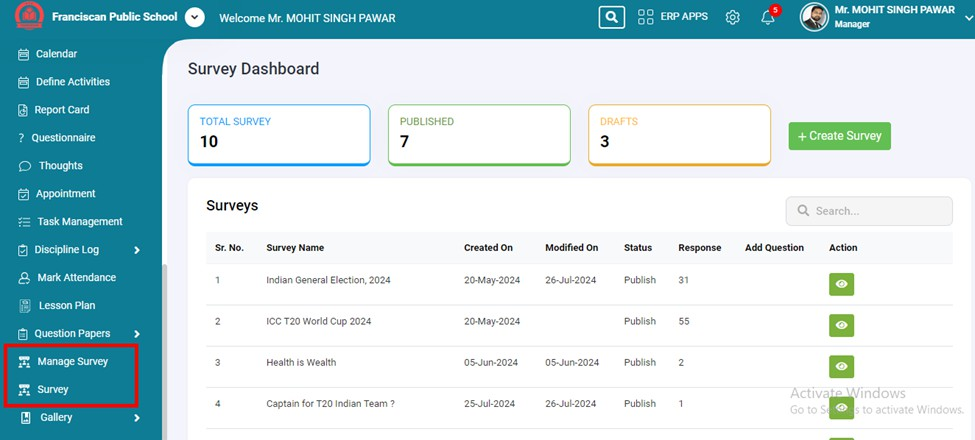 Franciscan Public School
Welcome Mr. MOHIT SINGH PAWAR
ERP APPS
5
Mr. MOHIT SINGH PAWAR
Manager
Calendar
Define Activities
Report Card
Questionnaire
Thoughts
Appointment
Task Management
Discipline Log
Mark Attendance
Lesson Plan
Question Papers
Manage Survey
Survey
Gallery
Survey Dashboard
TOTAL SURVEY
10
PUBLISHED
7
DRAFTS
3
+ Create Survey
Surveys
Search...
Sr. No. Survey Name Created On Modified On Status Response Add Question Action
1 Indian General Election, 2024 20-May-2024 26-Jul-2024 Publish 31
2 ICC T20 World Cup 2024 20-May-2024 Publish 55
3 Health is Wealth 05-Jun-2024 05-Jun-2024 Publish 2
4 Captain for T20 Indian Team ? 25-Jul-2024 26-Jul-2024 Publish 1
Activate Windows
Go to Settings to activate Windows.